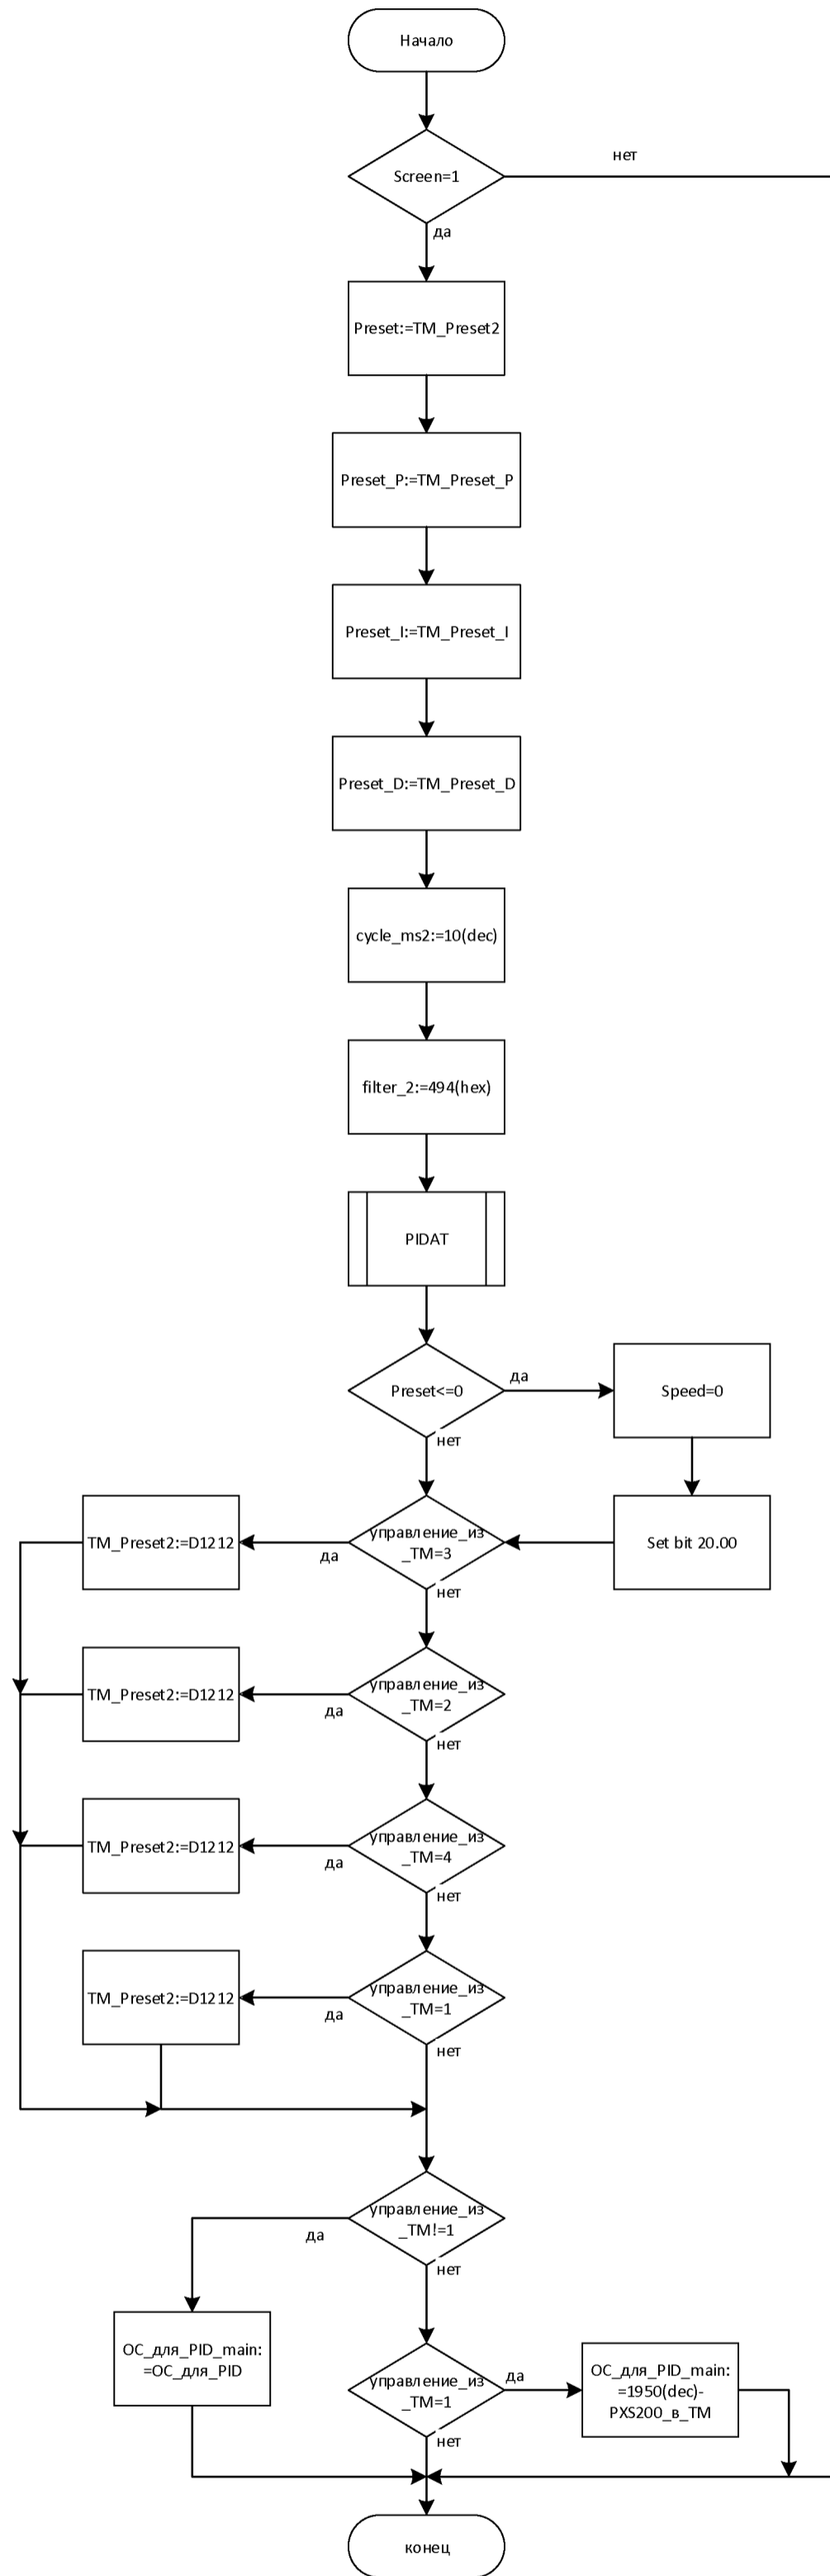 Начало
Screen=1
нет
да
Preset:=TM_Preset2
Preset_P:=TM_Preset_P
Preset_I:=TM_Preset_I
Preset_D:=TM_Preset_D
cycle_ms2:=10(dec)
filter_2:=494(hex)
PIDAT
Preset<=0
да
Speed=0
нет
TM_Preset2:=D1212
да
управление_из
_TM=3
Set bit 20.00
нет
TM_Preset2:=D1212
да
управление_из
_TM=2
нет
TM_Preset2:=D1212
да
управление_из
_TM=4
нет
TM_Preset2:=D1212
да
управление_из
_TM=1
нет
управление_из
_TM!=1
да
нет
ОС_для_PID_main:
=ОС_для_PID
управление_из
_TM=1
да
ОС_для_PID_main:
=1950(dec)-
PXS200_в_TM
нет
конец